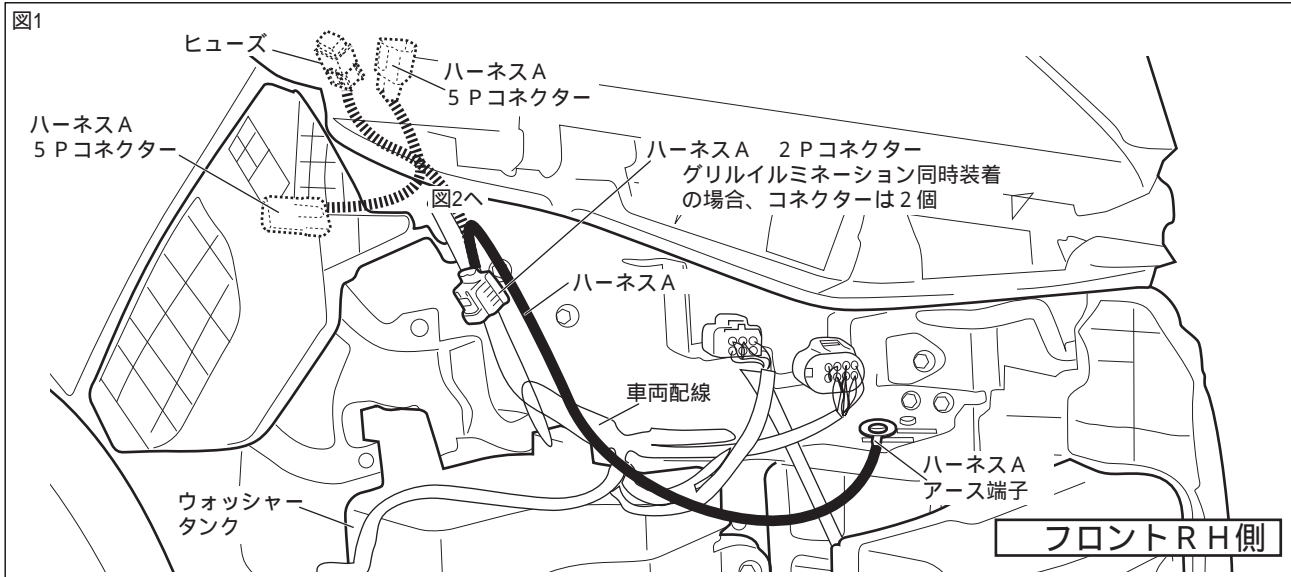 図1
ヒューズ
ハーネスA
5Pコネクター
ハーネスA
5Pコネクター
ハーネスA 2Pコネクター
グリルイルミネーション同時装着
の場合、コネクターは2個
図2へ
ハーネスA
車両配線
ハーネスA
アース端子
ウォッシャー
タンク
フロントRH側